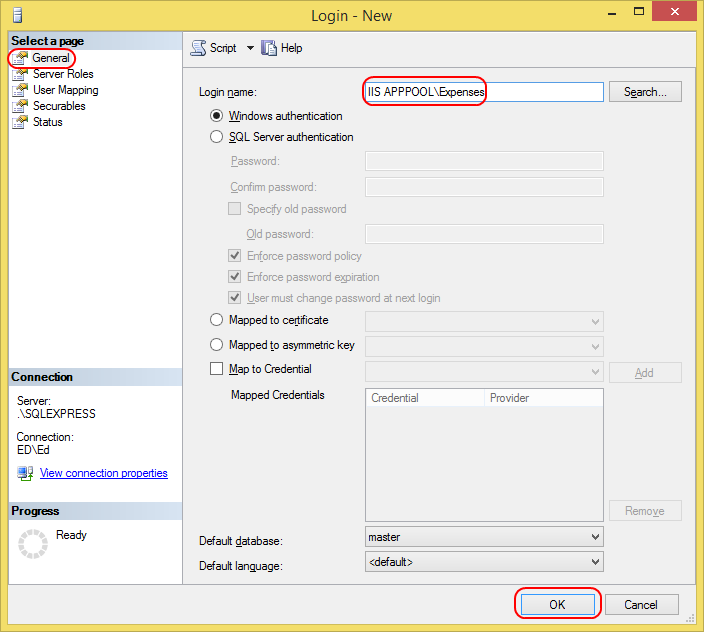 Login - New
Select a page
General
Server Roles
User Mapping
Securables
Status
Script
Help
Login name:
IIS APPPOOL\Expenses
Search...
Windows authentication
SQL Server authentication
Password:
Confirm password:
Specify old password
Old password:
Enforce password policy
Enforce password expiration
User must change password at next login
Mapped to certificate
Mapped to asymmetric key
Map to Credential
Add
Mapped Credentials
Credential Provider
Remove
Default database:
master
Default language:
<default>
Connection
Server:
.\SQLEXPRESS
Connection:
ED\Ed
View connection properties
Progress
Ready
OK
Cancel